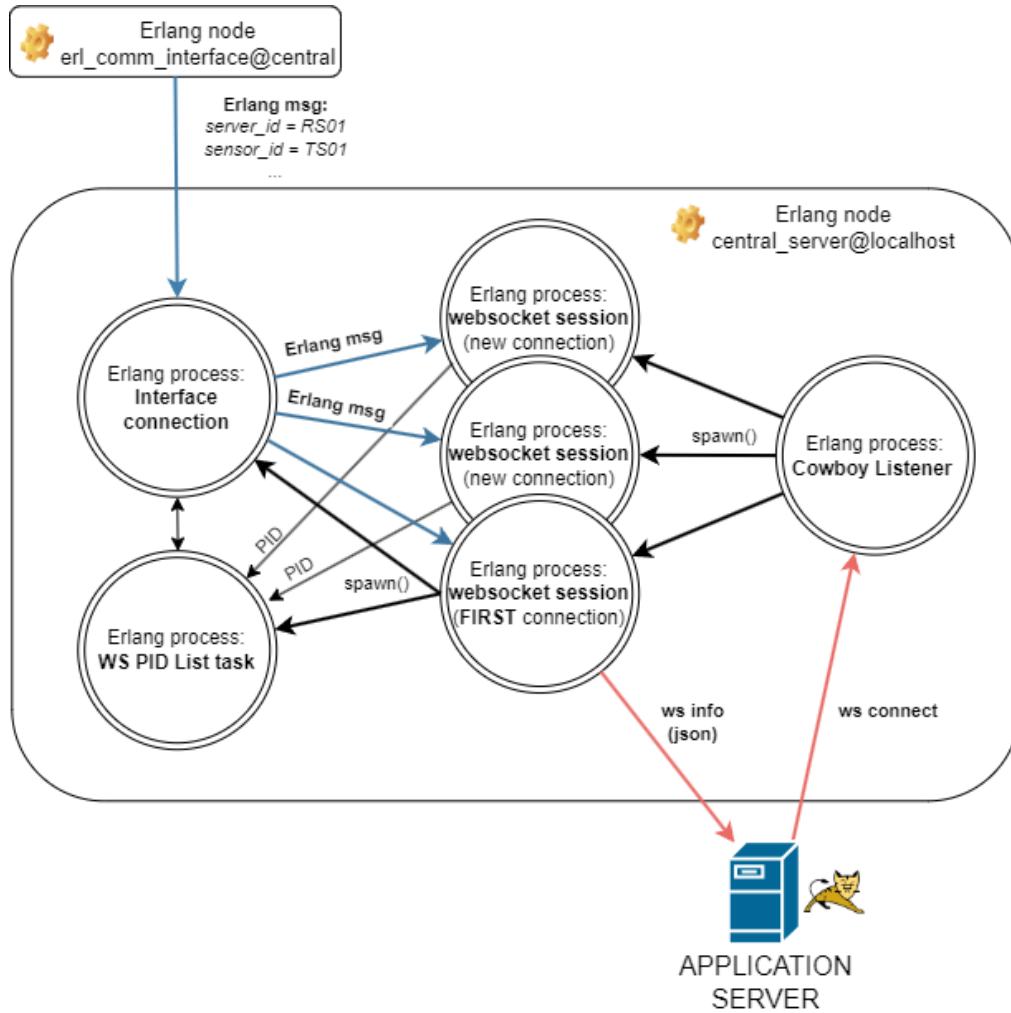 Erlang node
erl_comm_interface@central
Erlang msg:
server_id = RS01
sensor_id = TS01
...
Erlang node
central_server@localhost
Erlang process:
websocket session
(new connection)
Erlang msg
Erlang process:
Interface
connection
Erlang msg
Erlang process:
websocket session
(new connection)
spawn()
Erlang process:
Cowboy Listener
PID
PID
spawn()
Erlang process:
websocket session
(FIRST connection)
Erlang process:
WS PID List task
ws info
(json)
ws connect
APPLICATION
SERVER